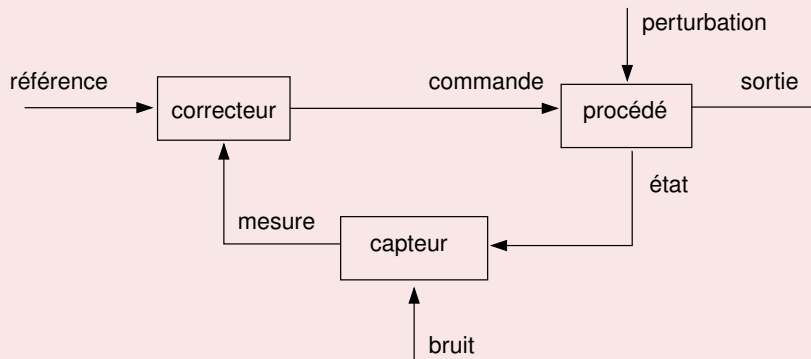 perturbation
référence
commande
sortie
correcteur
procédé
état
mesure
capteur
bruit